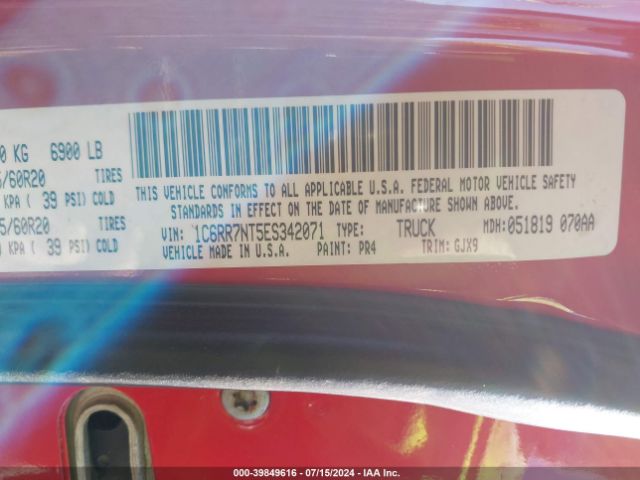 0 KG 6900 LB
5/60R20 TIRES
KPA ( 39 PSI) COLD
5/60R20 TIRES
KPA ( 39 PSI) COLD
THIS VEHICLE CONFORMS TO ALL APPLICABLE U.S.A. FEDERAL MOTOR VEHICLE SAFETY
STANDARDS IN EFFECT ON THE DATE OF MANUFACTURE SHOWN ABOVE.
VIN: 1C6RR7NT5ES342071 TYPE: TRUCK MDH: 051819 070AA
VEHICLE MADE IN U.S.A. PAINT: PR4 TRIM: GJX9
000-39849616 - 07/15/2024 - IAA Inc.